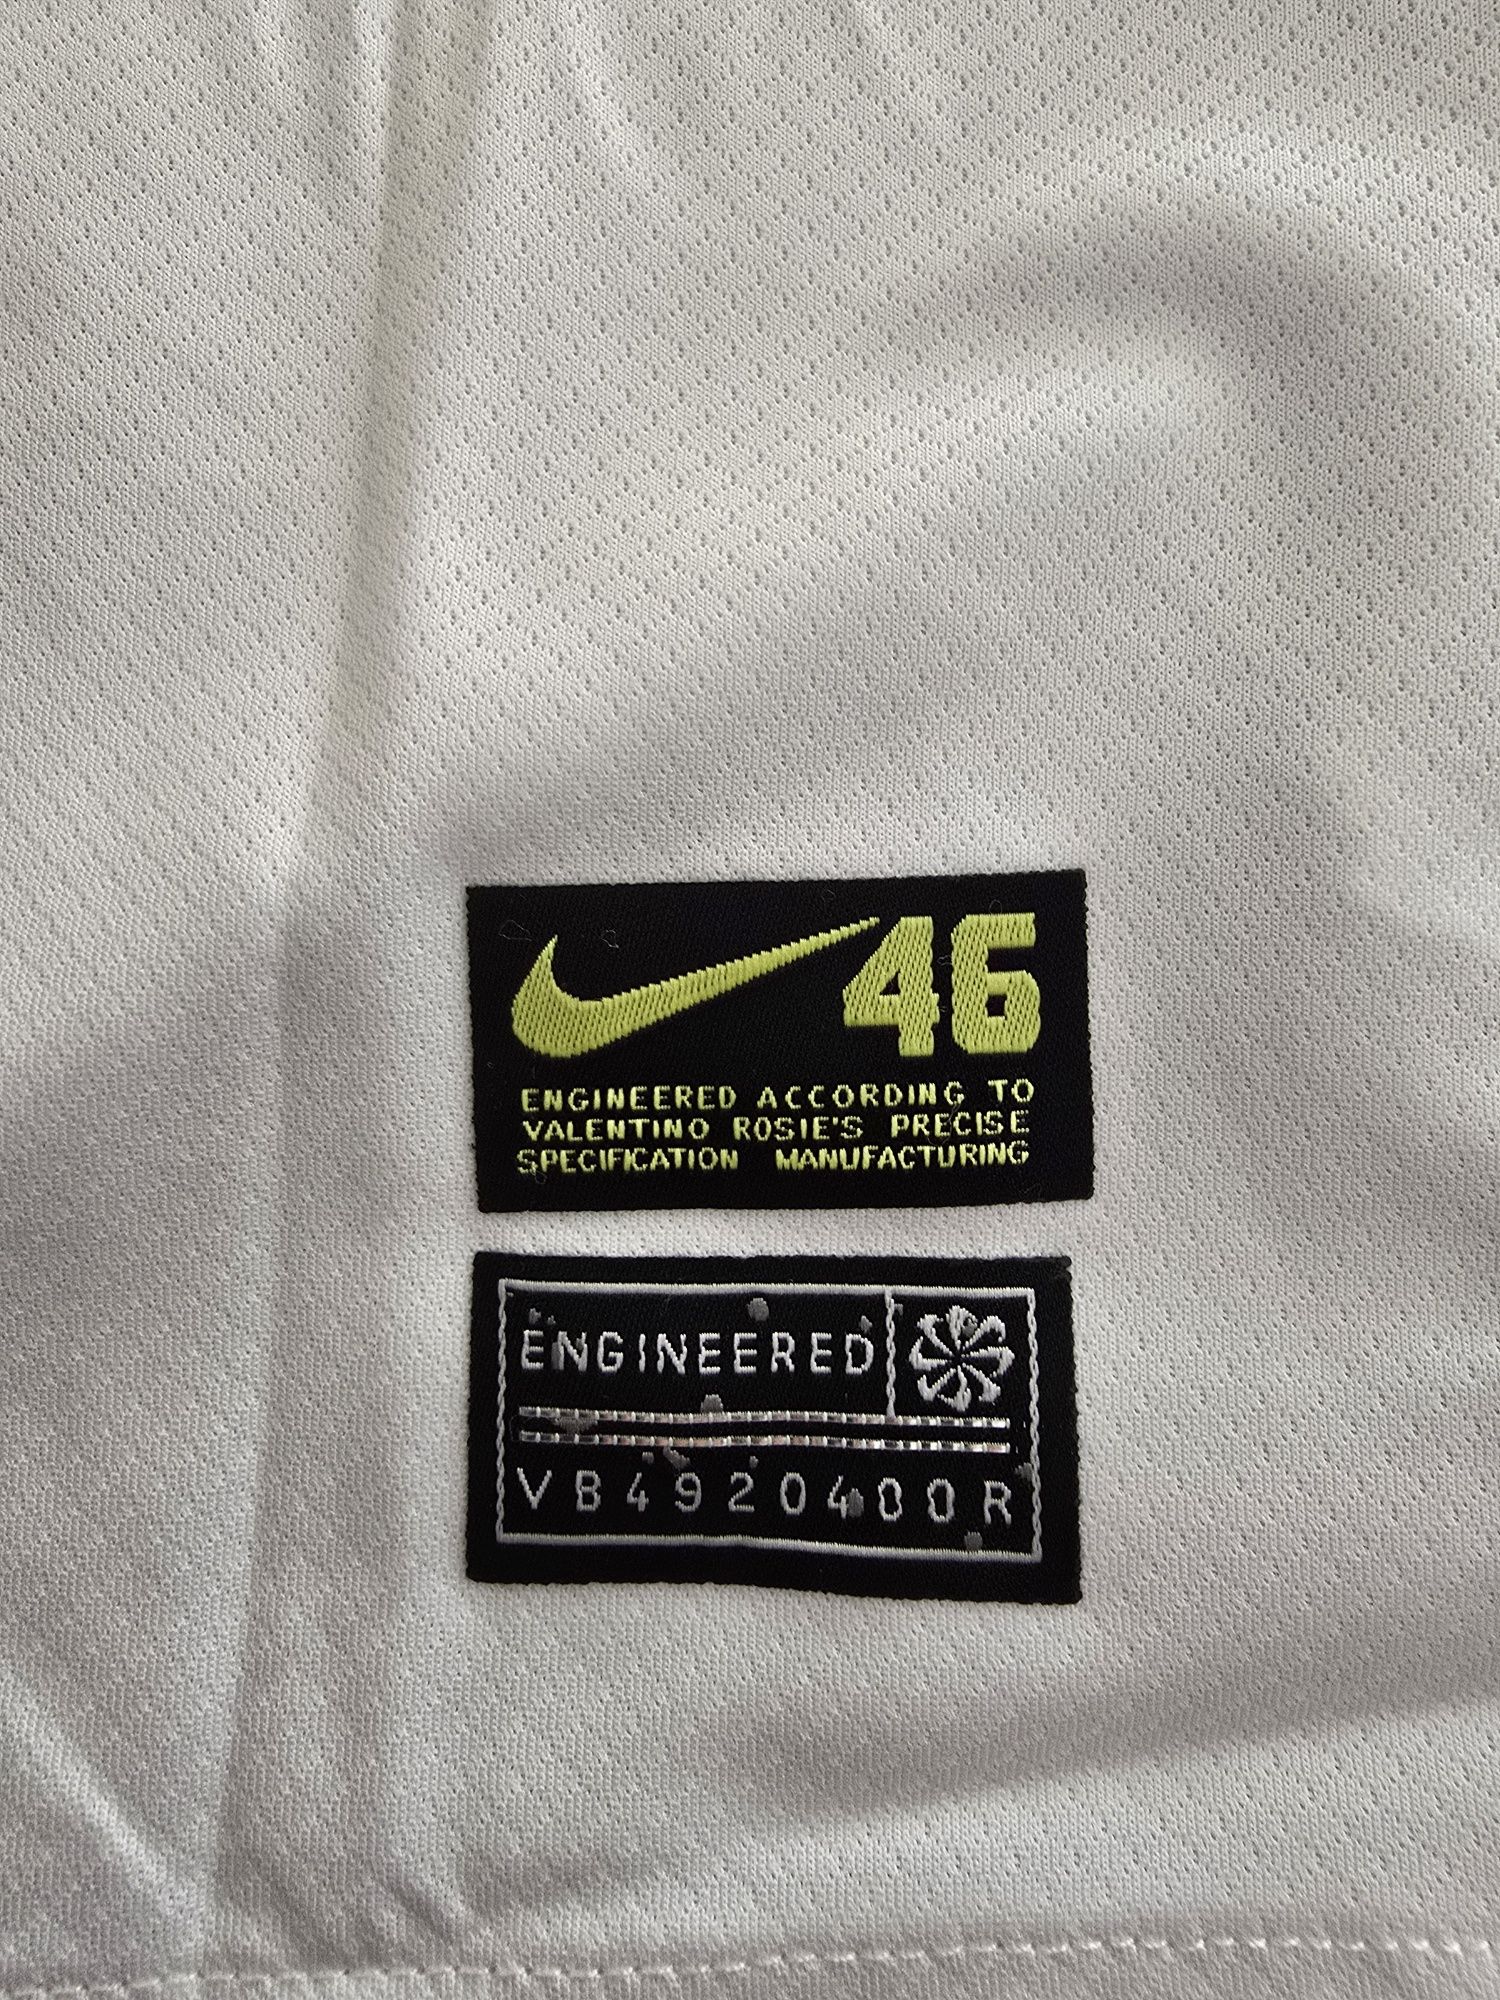 46
ENGINEERED ACCORDING TO
VALENTINO ROSIE'S PRECISE
SPECIFICATION MANUFACTURING
ENGINEERED
VB4920400R